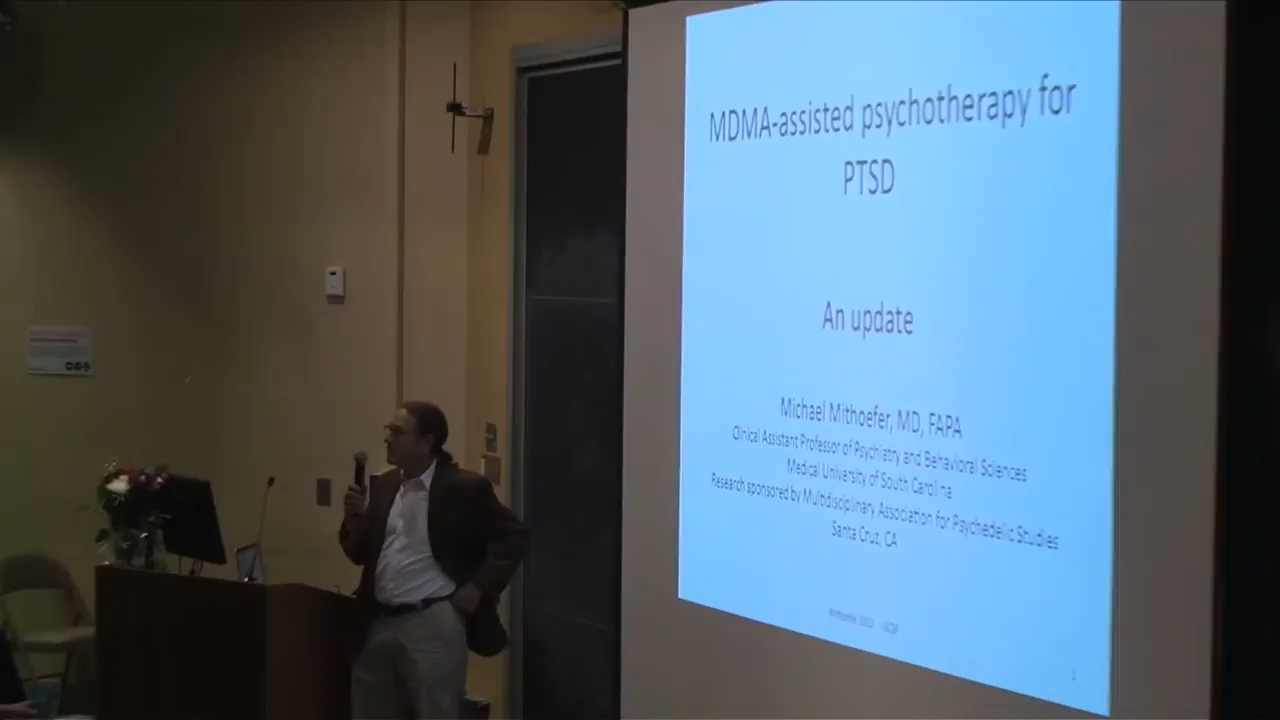 MDMA-assisted psychotherapy for
PTSD
An update
Michael Mithoefer, MD, FAPA
Clinical Assistant Professor of Psychiatry and Behavioral Sciences
Medical University of South Carolina
Research sponsored by Multidisciplinary Association for Psychedelic Studies
Santa Cruz, CA
1